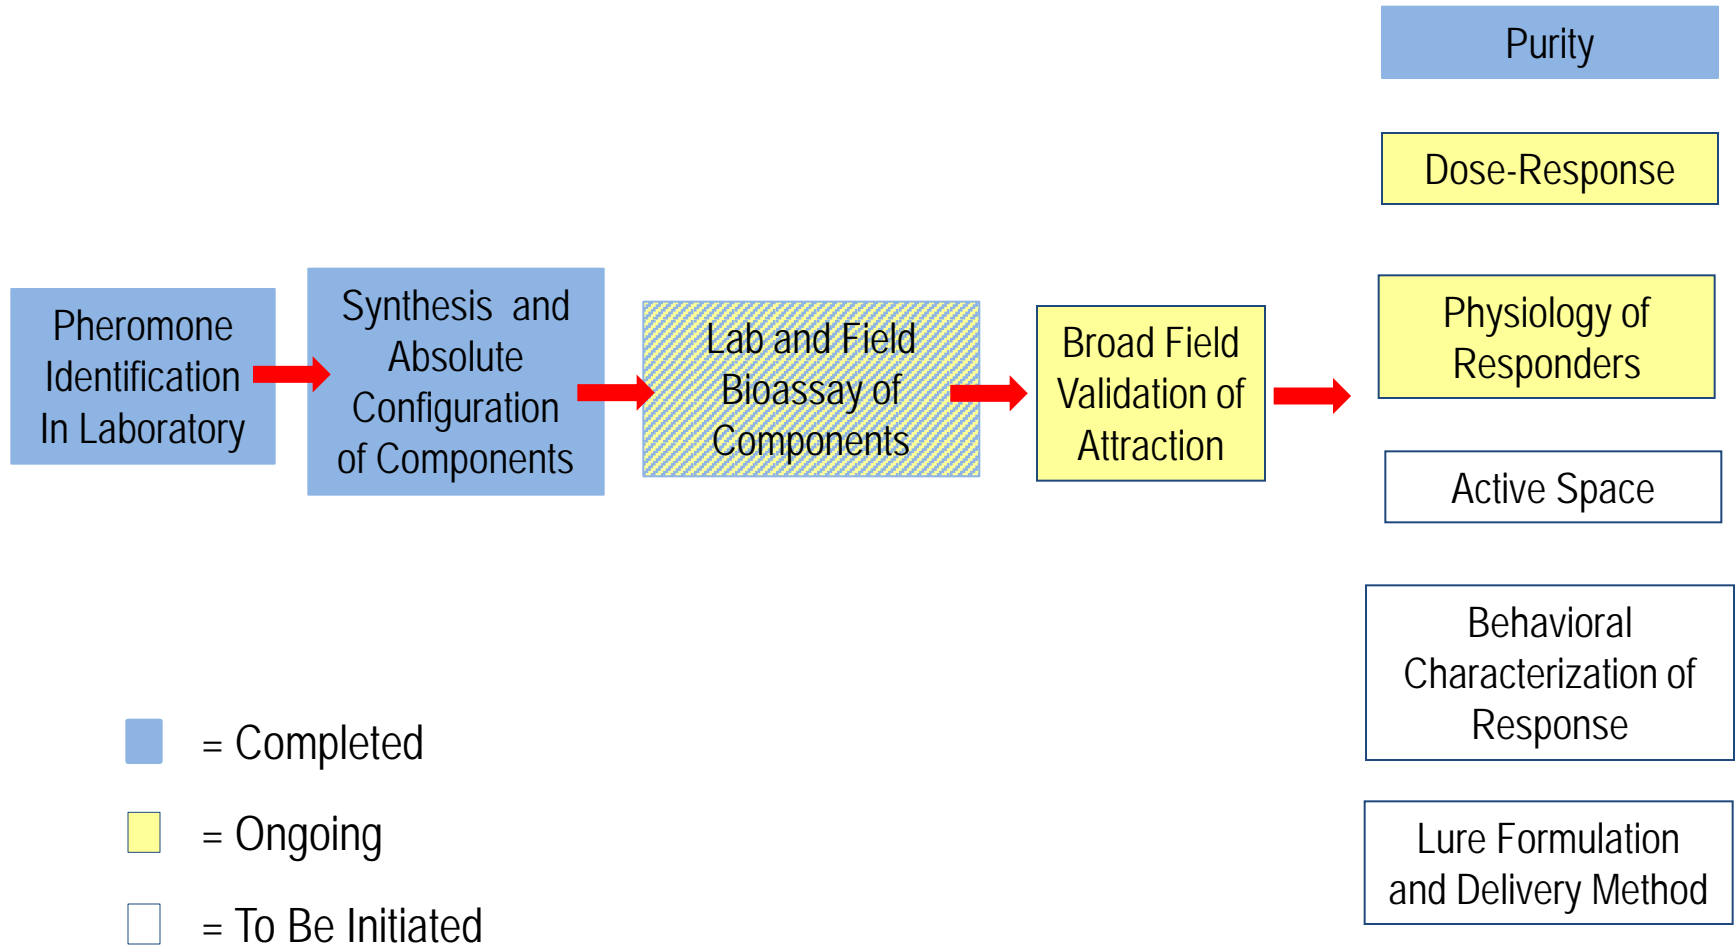 Pheromone
Identification
In Laboratory
Synthesis and
Absolute
Configuration
of Components
Lab and Field
Bioassay of
Components
Broad Field
Validation of
Attraction
Purity
Dose-Response
Physiology of
Responders
Active Space
Behavioral
Characterization of
Response
Lure Formulation
and Delivery Method
= Completed
= Ongoing
= To Be Initiated